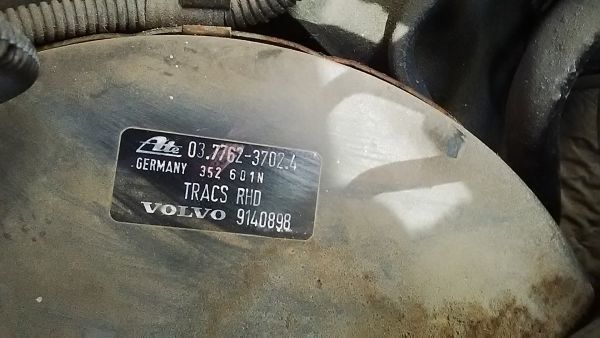 Ate 03.7762-3702.4
GERMANY 352 601N
TRACS RHD
VOLVO 9140898